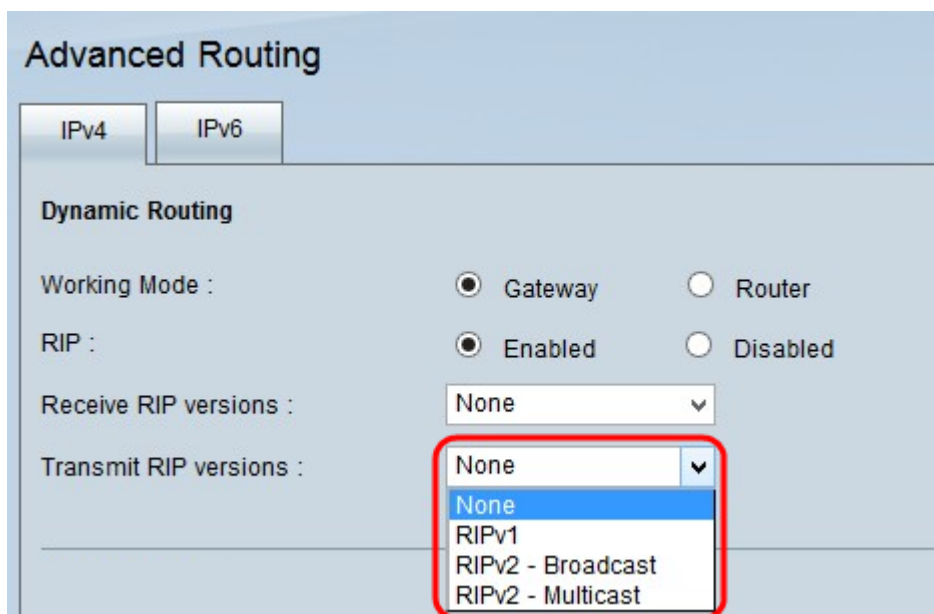 Advanced Routing
IPv4 IPv6
Dynamic Routing
Working Mode : Gateway Router
RIP : Enabled Disabled
Receive RIP versions : None
Transmit RIP versions : None
None
RIPv1
RIPv2 - Broadcast
RIPv2 - Multicast